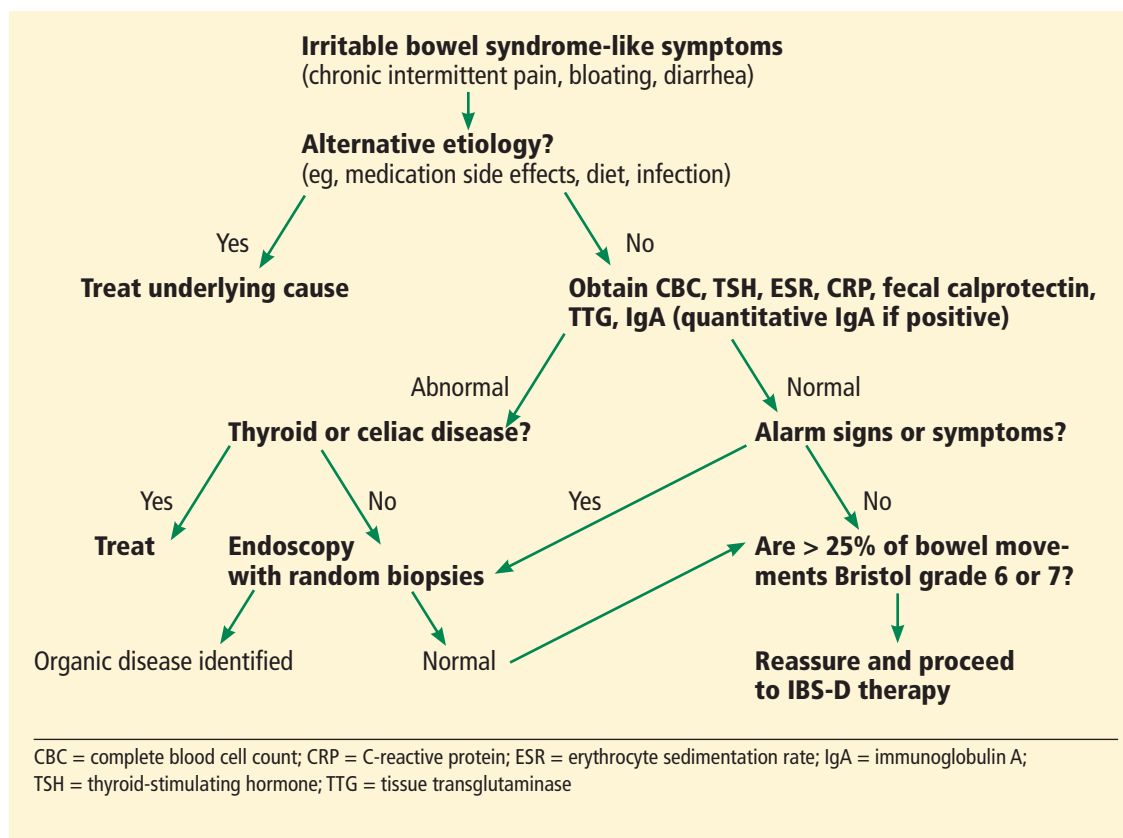 Irritable bowel syndrome-like symptoms
(chronic intermittent pain, bloating, diarrhea)
Alternative etiology?
(eg, medication side effects, diet, infection)
Yes
No
Treat underlying cause
Obtain CBC, TSH, ESR, CRP, fecal calprotectin,
TTG, IgA (quantitative IgA if positive)
Abnormal
Normal
Thyroid or celiac disease?
Alarm signs or symptoms?
Yes
No
Yes
No
Treat
Endoscopy
with random biopsies
Are > 25% of bowel move-
ments Bristol grade 6 or 7?
Organic disease identified
Normal
Reassure and proceed
to IBS-D therapy
CBC = complete blood cell count; CRP = C-reactive protein; ESR = erythrocyte sedimentation rate; IgA = immunoglobulin A;
TSH = thyroid-stimulating hormone; TTG = tissue transglutaminase